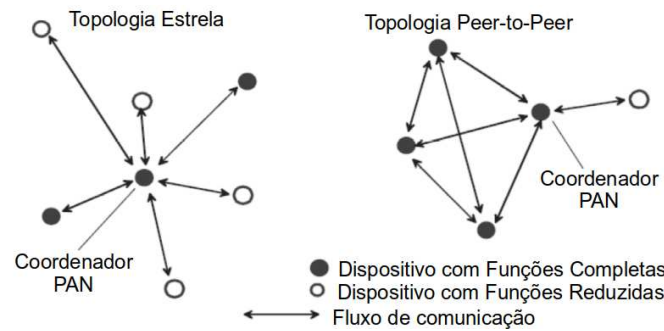 Topologia Estrela
Topologia Peer-to-Peer
Coordenador
PAN
Coordenador
PAN
Dispositivo com Funções Completas
Dispositivo com Funções Reduzidas
Fluxo de comunicação